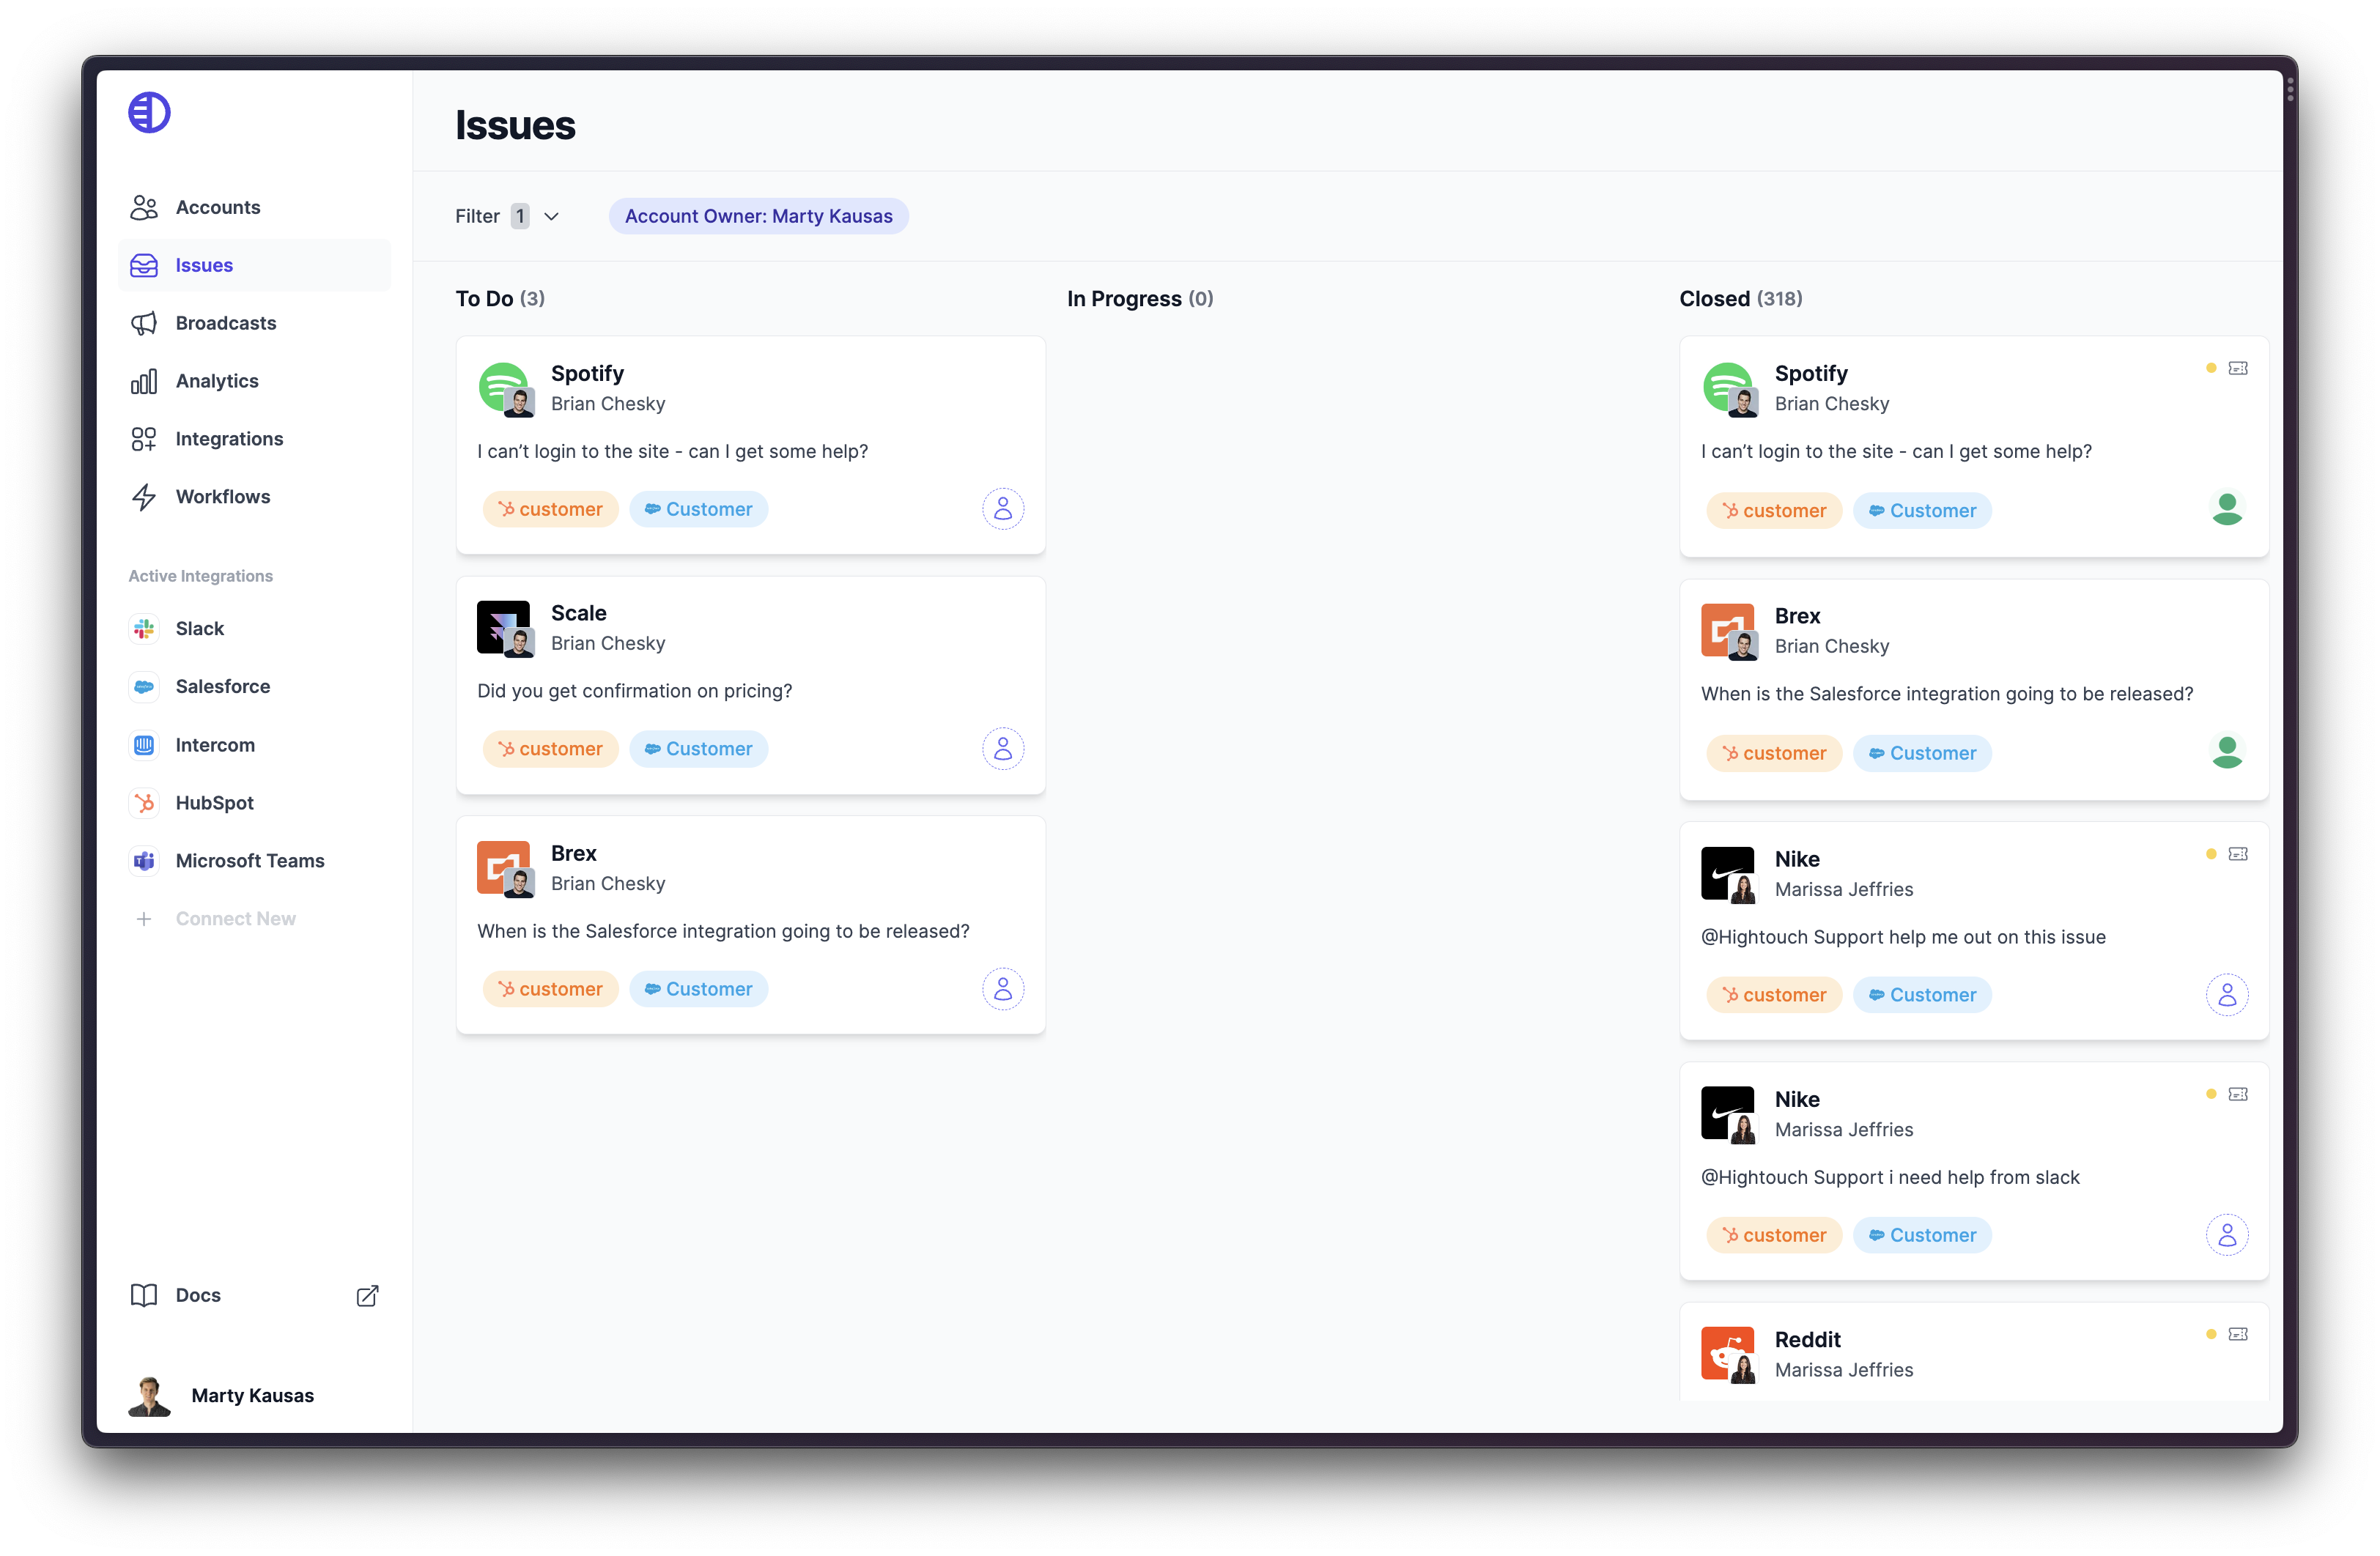 Accounts
Issues
Broadcasts
Analytics
Integrations
Workflows
Active Integrations
Slack
Salesforce
Intercom
HubSpot
Microsoft Teams
Connect New
Docs
Marty Kausas
Issues
Filter 1
Account Owner: Marty Kausas
To Do (3)
Spotify
Brian Chesky
I can’t login to the site - can I get some help?
customer Customer
Scale
Brian Chesky
Did you get confirmation on pricing?
customer Customer
Brex
Brian Chesky
When is the Salesforce integration going to be released?
customer Customer
In Progress (0)
Closed (318)
Spotify
Brian Chesky
I can’t login to the site - can I get some help?
customer Customer
Brex
Brian Chesky
When is the Salesforce integration going to be released?
customer Customer
Nike
Marissa Jeffries
@Hightouch Support help me out on this issue
customer Customer
Nike
Marissa Jeffries
@Hightouch Support i need help from slack
customer Customer
Reddit
Marissa Jeffries